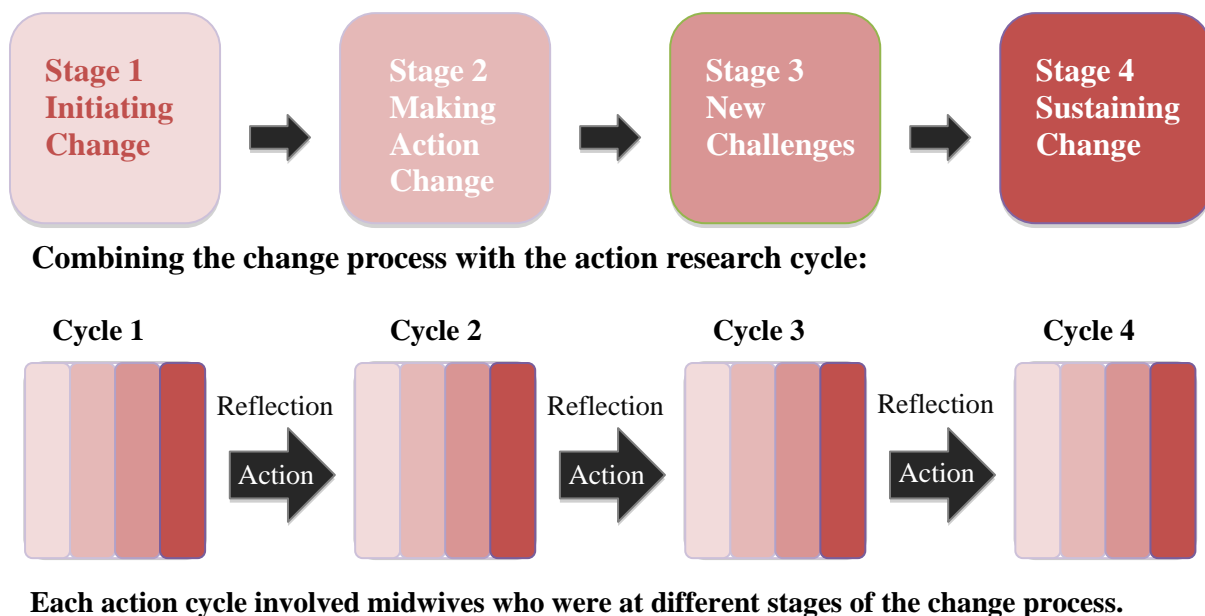 Stage 1
Initiating
Change
Stage 2
Making
Action
Change
Stage 3
New
Challenges
Stage 4
Sustaining
Change
Combining the change process with the action research cycle:
Cycle 1
Cycle 2
Cycle 3
Cycle 4
Reflection
Action
Reflection
Action
Reflection
Action
Each action cycle involved midwives who were at different stages of the change process.